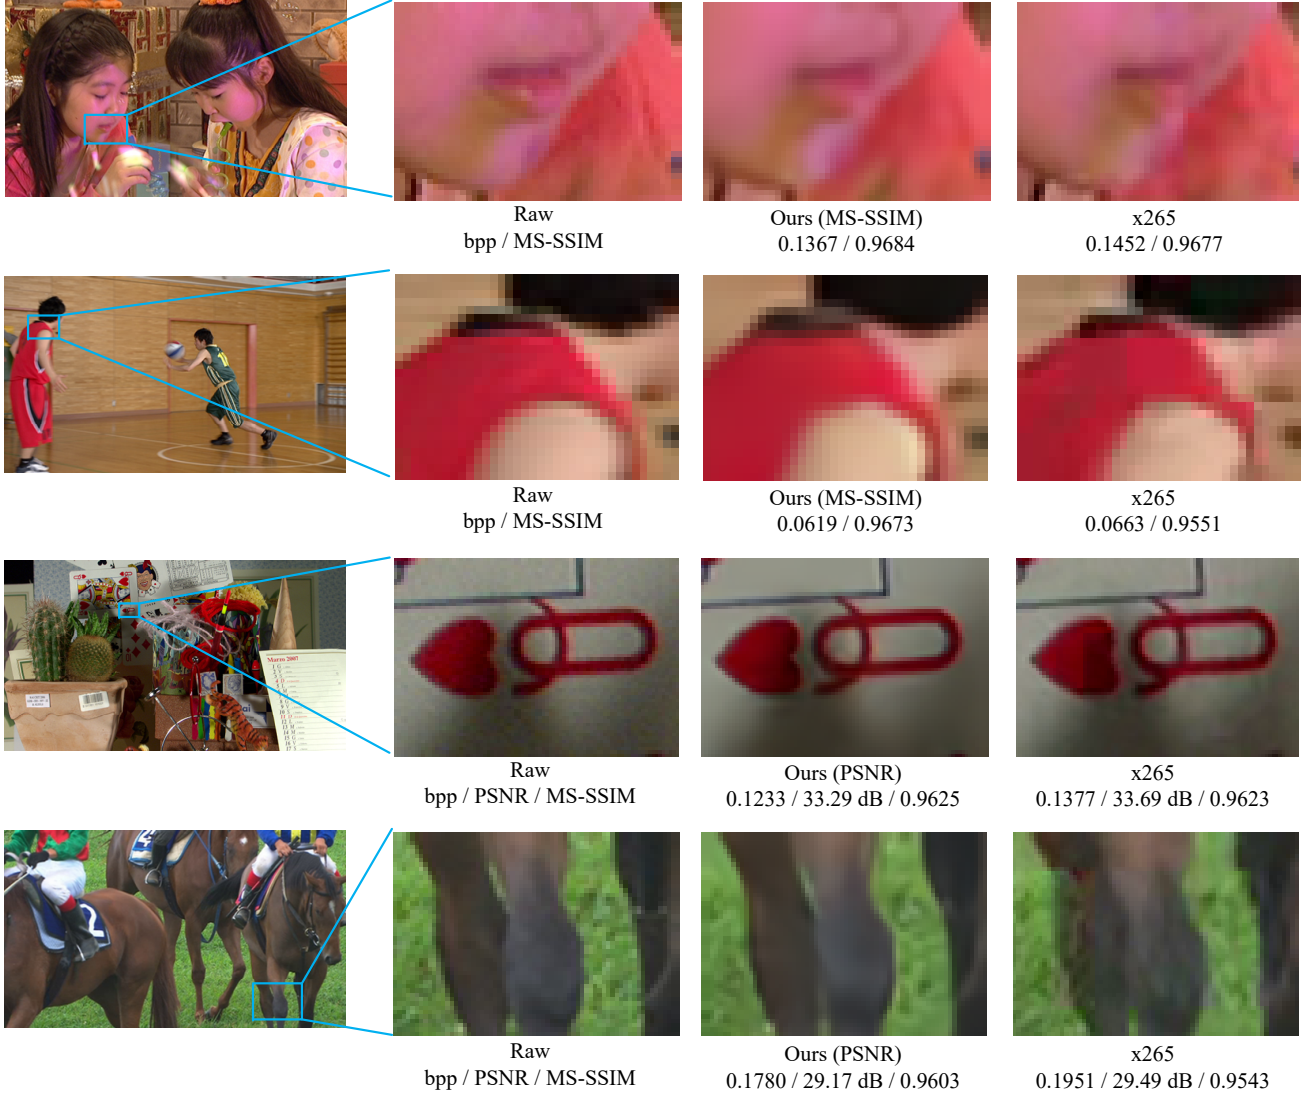 Raw
bpp / MS-SSIM
Ours (MS-SSIM)
0.1367 / 0.9684
x265
0.1452 / 0.9677
Raw
bpp / MS-SSIM
Ours (MS-SSIM)
0.0619 / 0.9673
x265
0.0663 / 0.9551
Marzo 2007
Raw
bpp / PSNR / MS-SSIM
Ours (PSNR)
0.1233 / 33.29 dB / 0.9625
x265
0.1377 / 33.69 dB / 0.9623
2
Raw
bpp / PSNR / MS-SSIM
Ours (PSNR)
0.1780 / 29.17 dB / 0.9603
x265
0.1951 / 29.49 dB / 0.9543